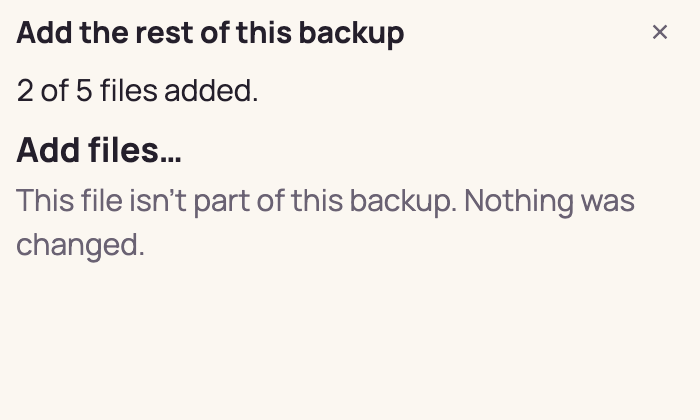 Add the rest of this backup
2 of 5 files added.
Add files…
This file isn’t part of this backup. Nothing was
changed.